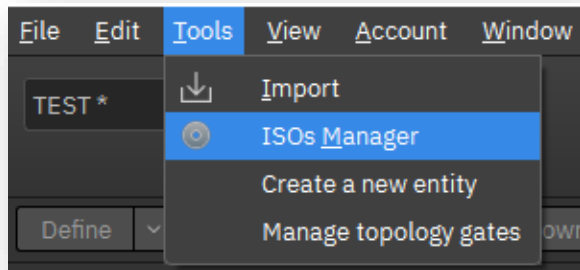 File Edit Tools View Account Window
TEST *
Import
ISOs Manager
Create a new entity
Manage topology gates
Define